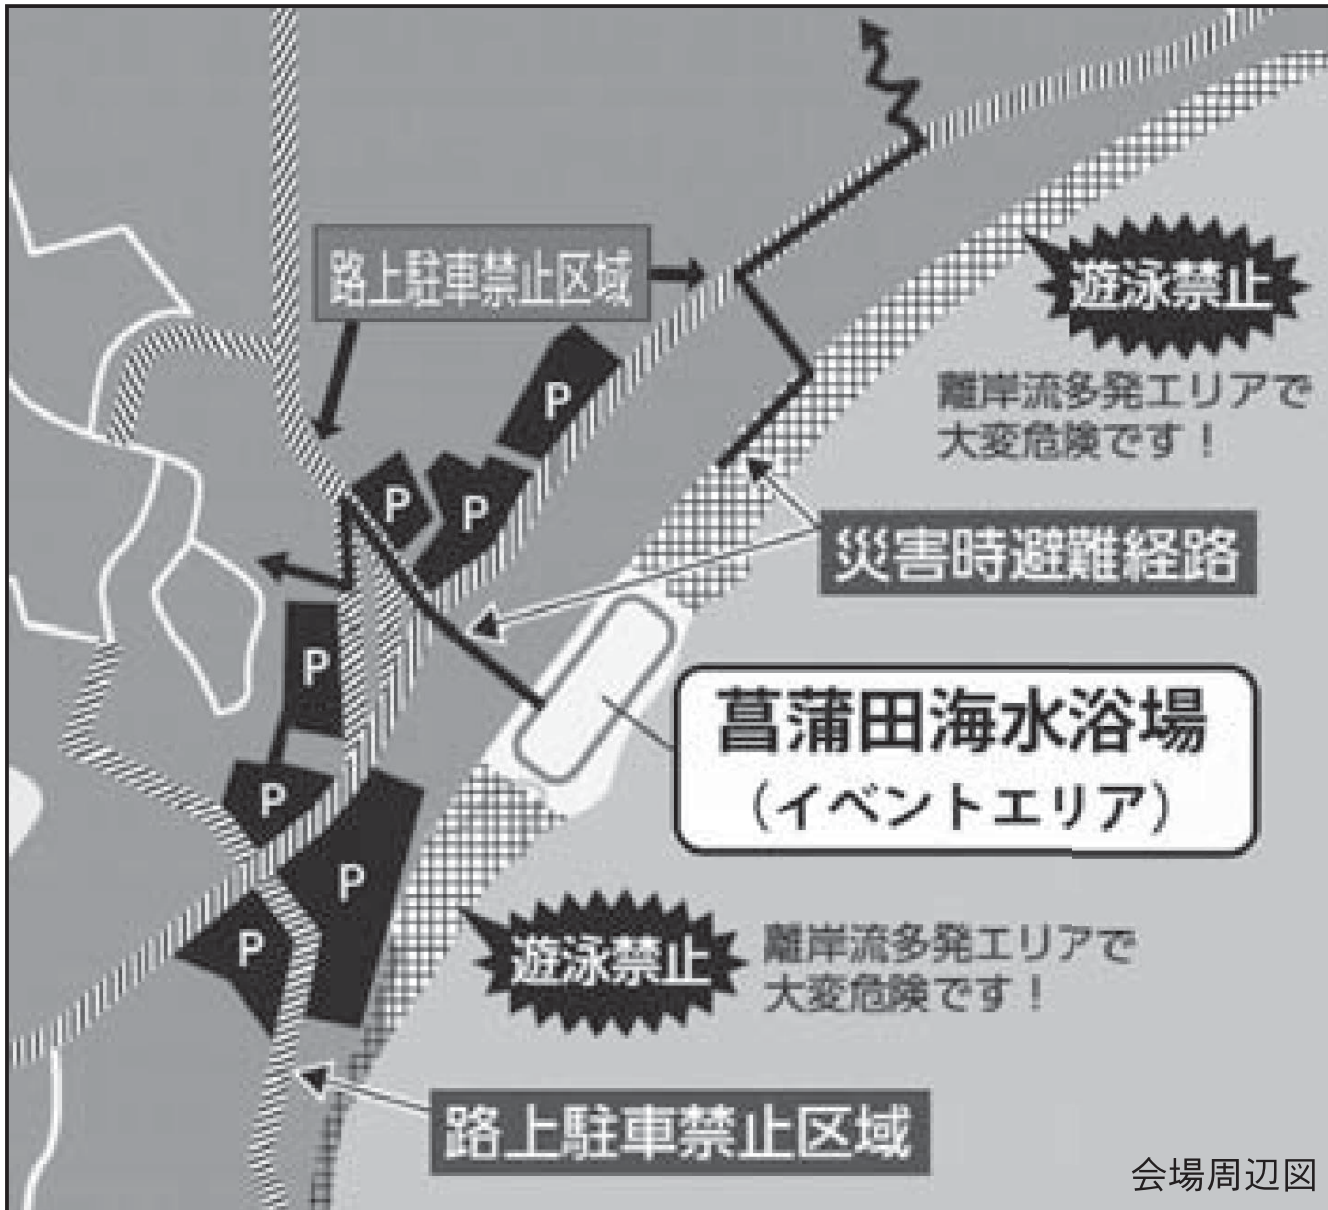 路上駐車禁止区域
遊泳禁止
離岸流多発エリアで
大変危険です！
P
P
P
災害時避難経路
P
菖蒲田海水浴場
（イベントエリア）
P
P
P
遊泳禁止
離岸流多発エリアで
大変危険です！
路上駐車禁止区域
会場周辺図